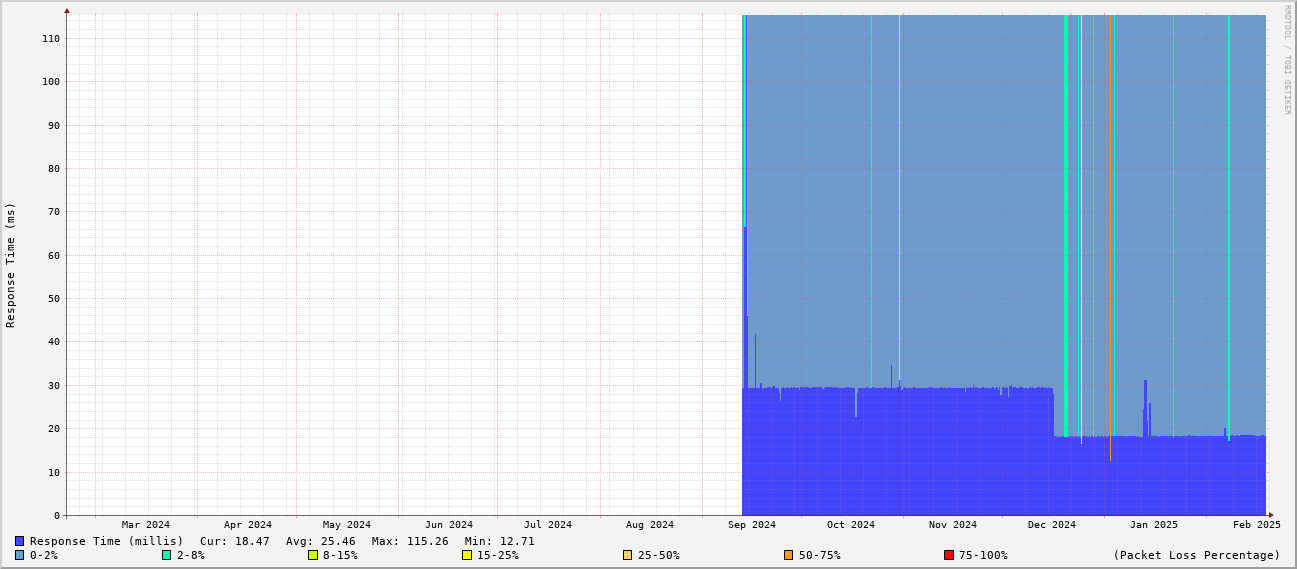 RRDTOOL / TOBI OETIKER
Response Time (ms)
110
100
90
80
70
60
50
40
30
20
10
0
Mar 2024 Apr 2024 May 2024 Jun 2024 Jul 2024 Aug 2024 Sep 2024 Oct 2024 Nov 2024 Dec 2024 Jan 2025 Feb 2025
Response Time (millis) Cur: 18.47 Avg: 25.46 Max: 115.26 Min: 12.71
0-2% 2-8% 8-15% 15-25% 25-50% 50-75% 75-100% (Packet Loss Percentage)